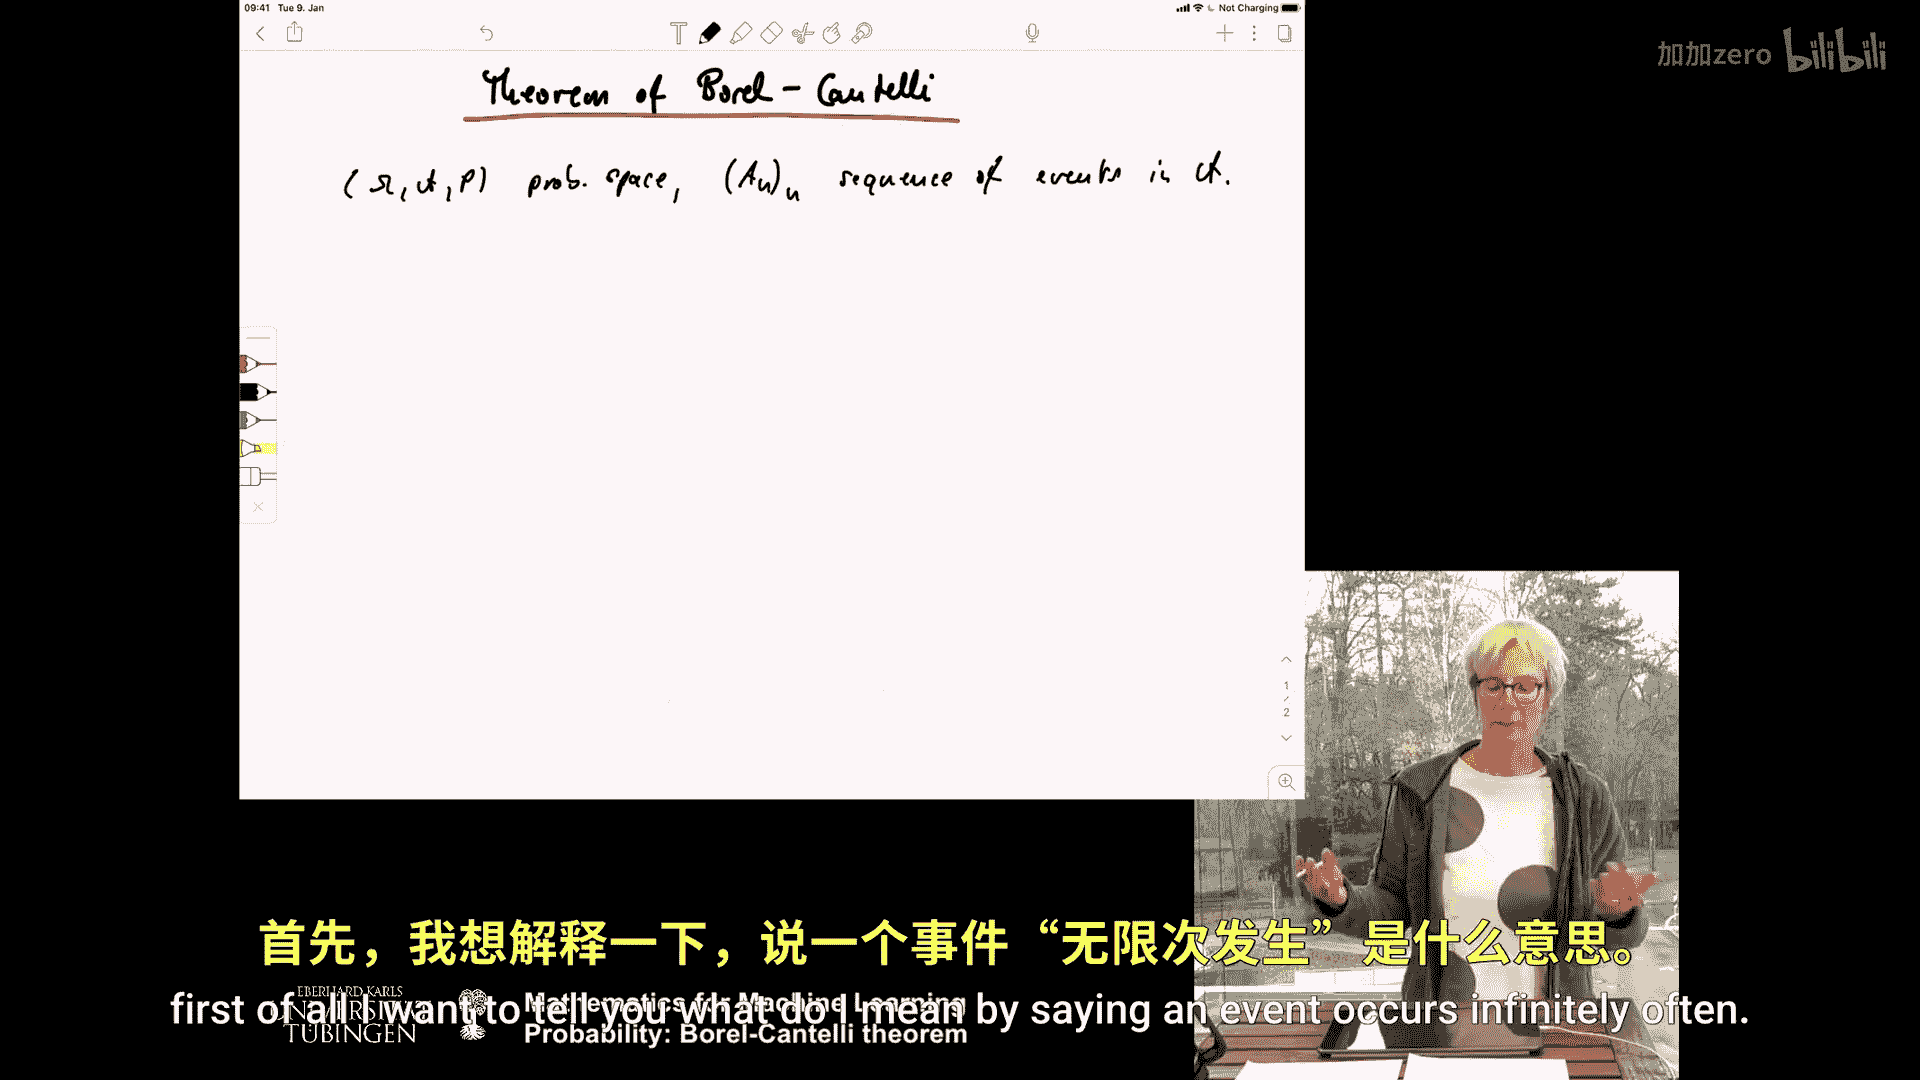 09:41 Tue 9. Jan
Not Charging
加加zero bilibili
T
Theorem of Borel - Cantelli
(Ω, 𝒜, P) prob. space, (An)n sequence of events in 𝒜.
1
2
首先，我想解释一下，说一个事件“无限次发生”是什么意思。
first of all I want to tell you what do I mean by saying an event occurs infinitely often.
EBERHARD KARLS
UNIVERSITÄT
TÜBINGEN
Mathematics for Machine Learning
Probability: Borel-Cantelli theorem